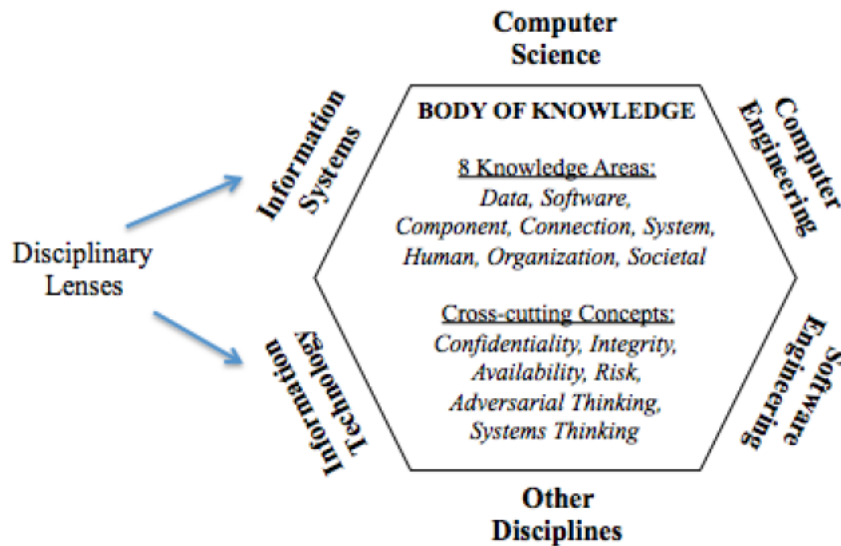 Computer
Science
Information
Systems
Computer
Engineering
BODY OF KNOWLEDGE
8 Knowledge Areas:
Data, Software,
Component, Connection, System,
Human, Organization, Societal
Disciplinary
Lenses
Cross-cutting Concepts:
Confidentiality, Integrity,
Availability, Risk,
Adversarial Thinking,
Systems Thinking
Information
Technology
Software
Engineering
Other
Disciplines